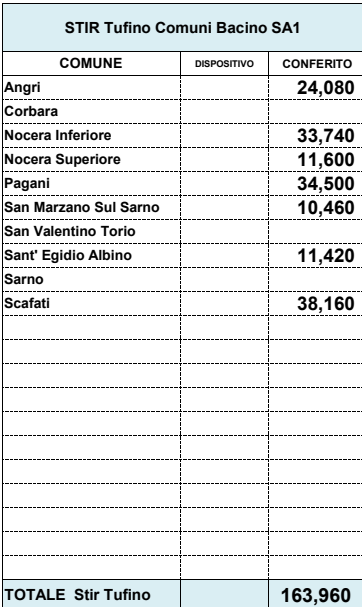 STIR Tufino Comuni Bacino SA1
COMUNE DISPOSITIVO CONFERITO
Angri 24,080
Corbara
Nocera Inferiore 33,740
Nocera Superiore 11,600
Pagani 34,500
San Marzano Sul Sarno 10,460
San Valentino Torio
Sant' Egidio Albino 11,420
Sarno
Scafati 38,160
TOTALE Stir Tufino 163,960